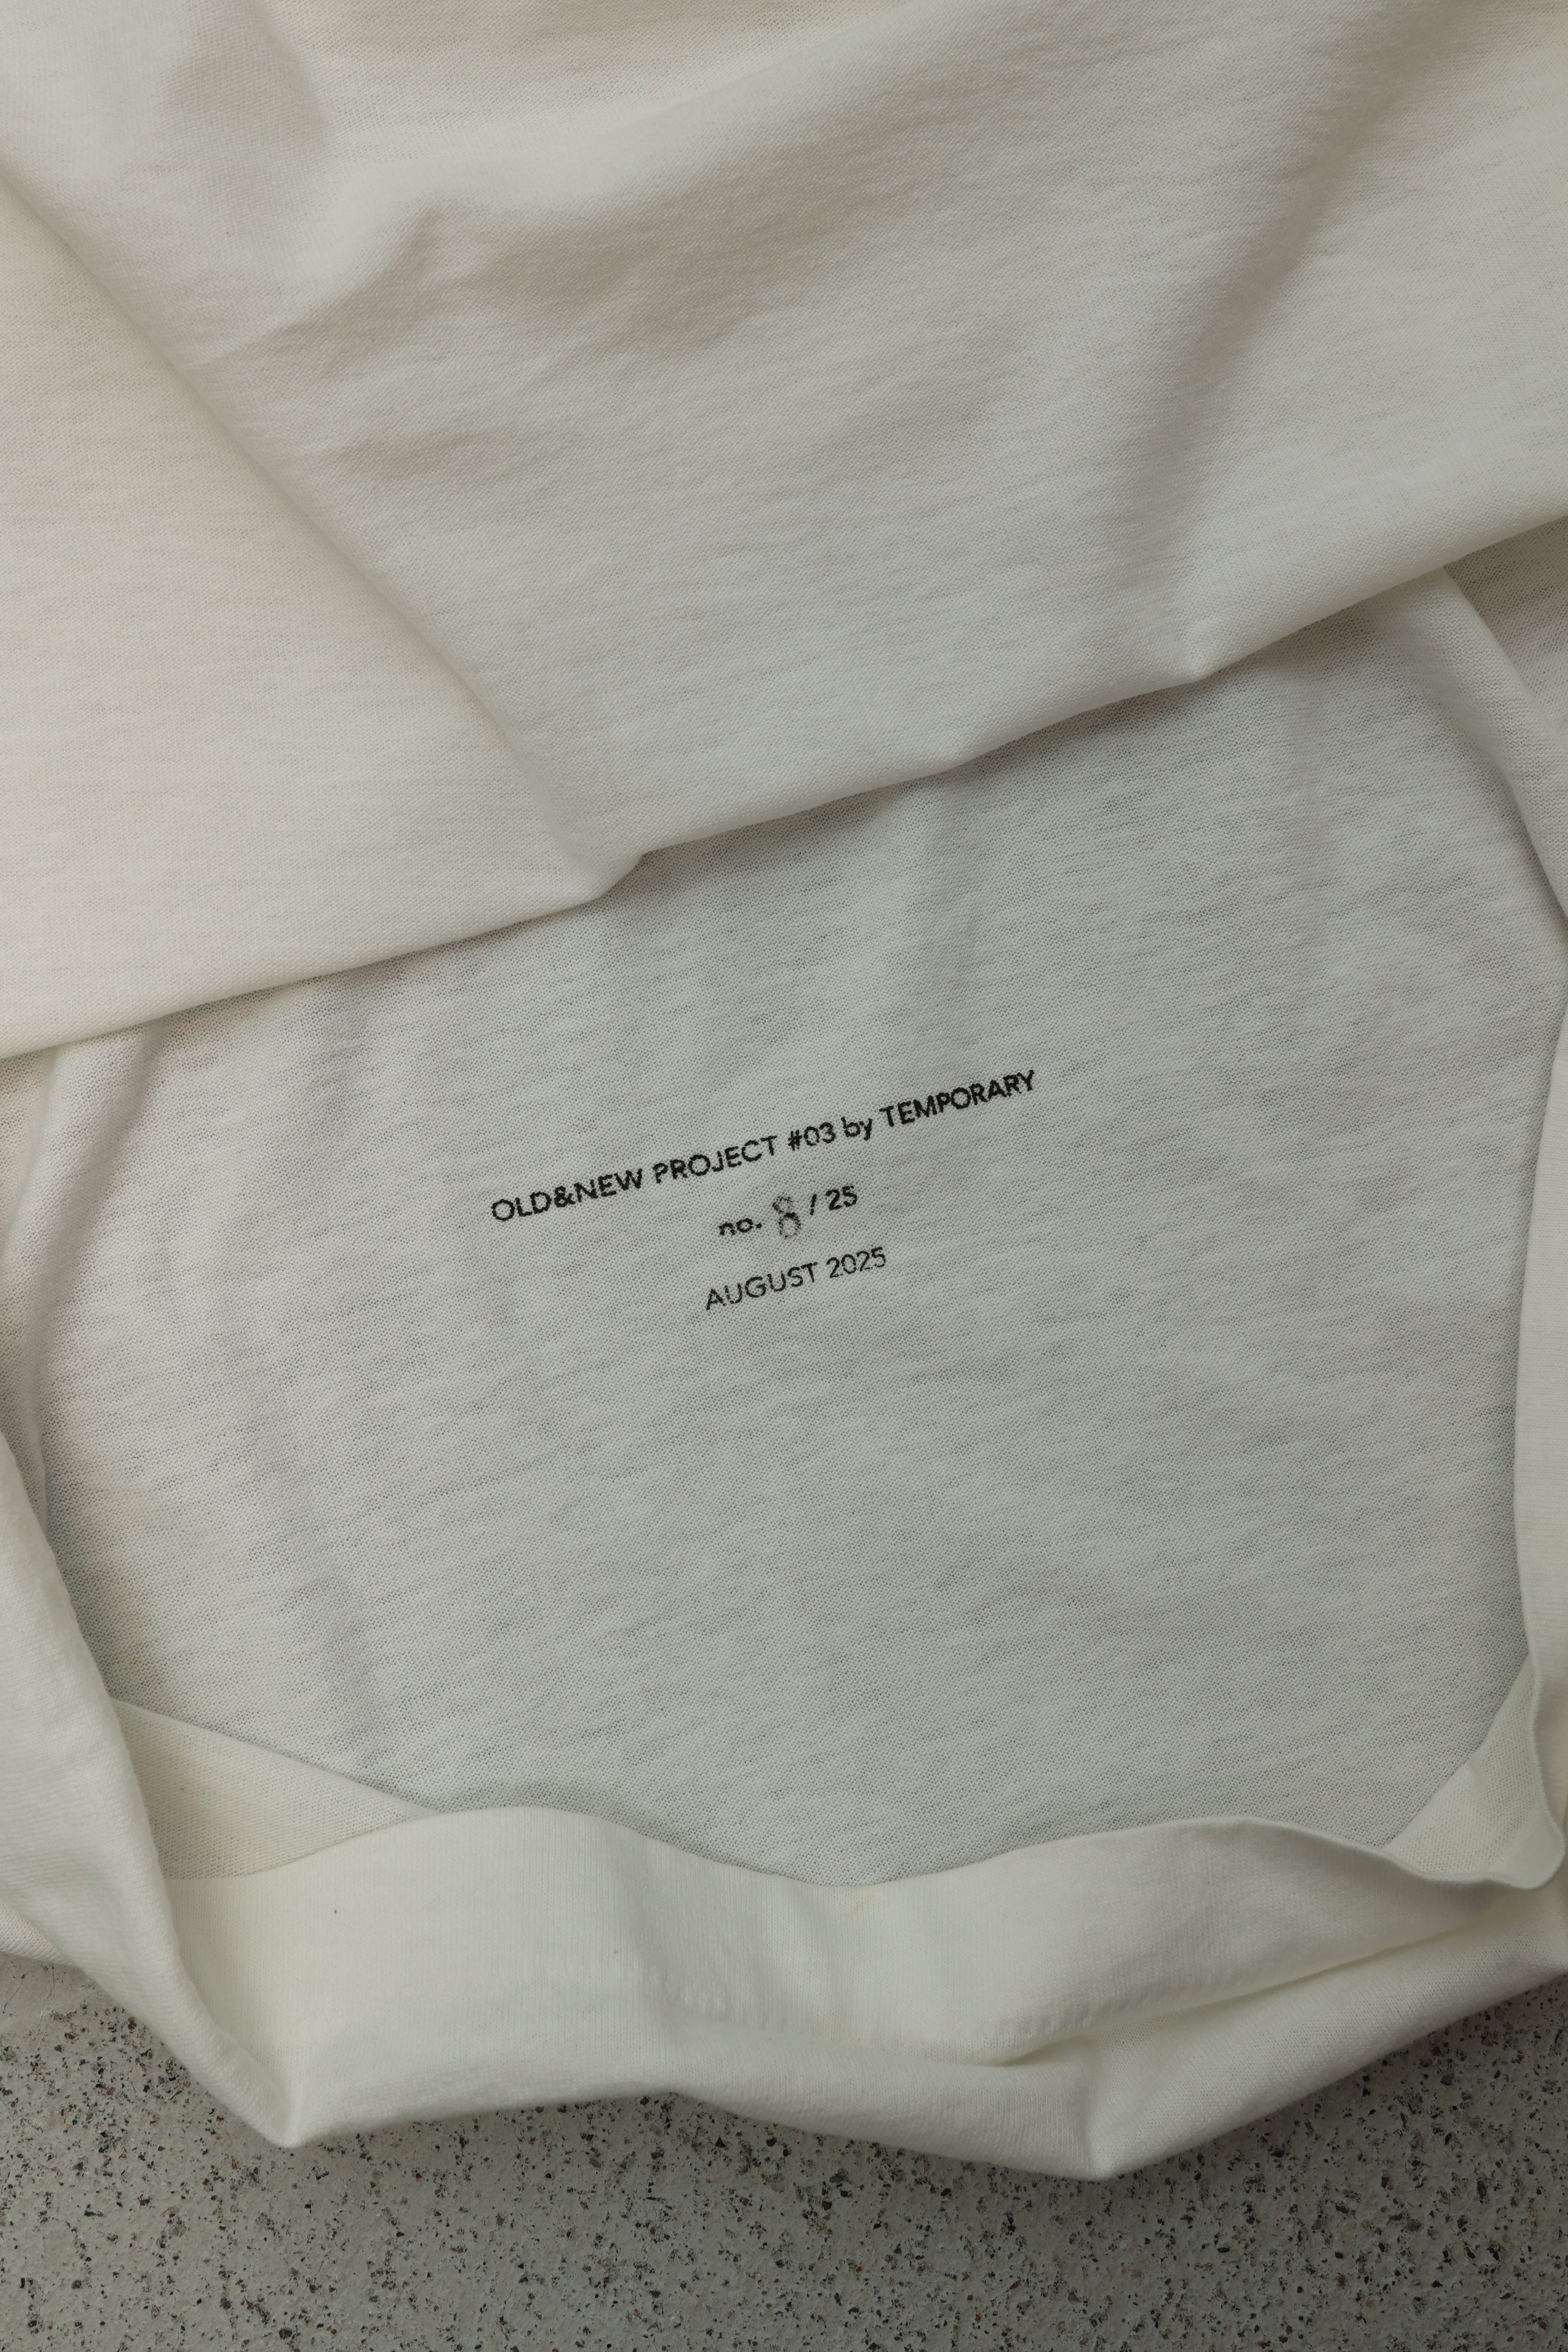 OLD&NEW PROJECT #03 by TEMPORARY
no. 8 / 25
AUGUST 2025